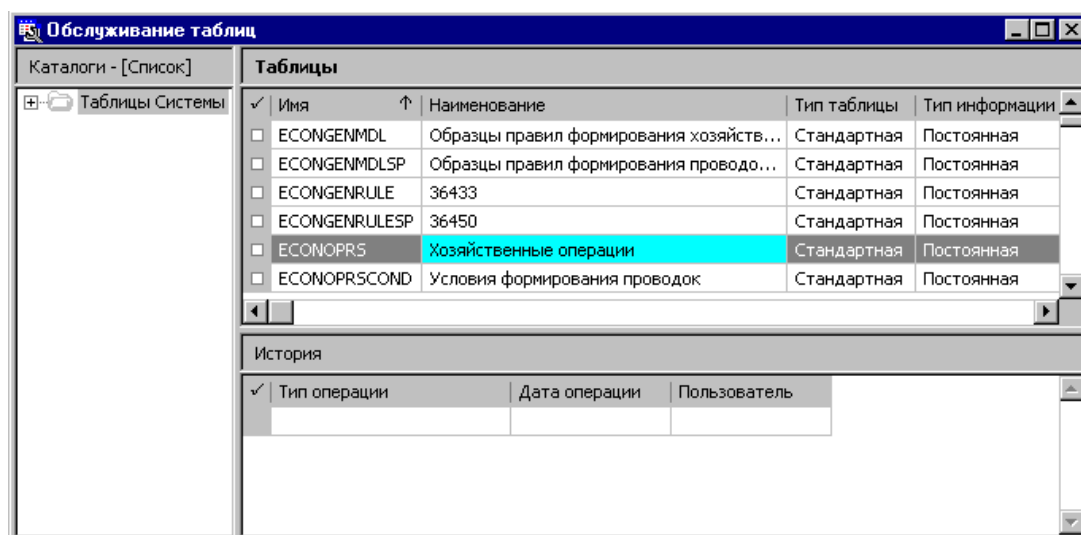 Обслуживание таблиц
Каталоги - [Список]
Таблицы
Таблицы Системы
Имя Наименование Тип таблицы Тип информации
ECONGENMDL Образцы правил формирования хозяйств... Стандартная Постоянная
ECONGENMDLSP Образцы правил формирования проводо... Стандартная Постоянная
ECONGENRULE 36433 Стандартная Постоянная
ECONGENRULESP 36450 Стандартная Постоянная
ECONOPRS Хозяйственные операции Стандартная Постоянная
ECONOPRSCOND Условия формирования проводок Стандартная Постоянная
История
Тип операции Дата операции Пользователь